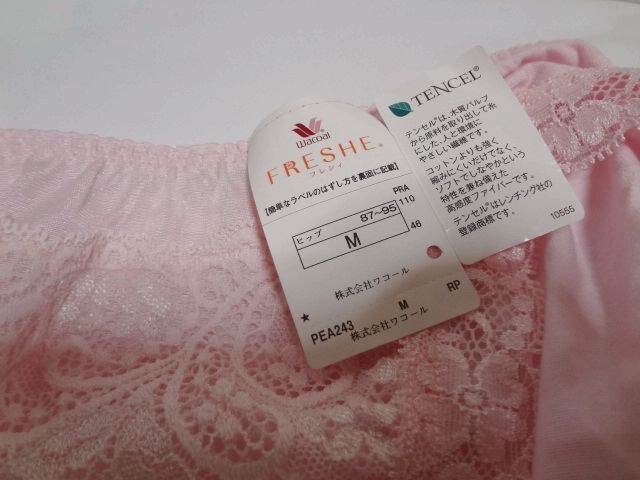 Wacoal
FRESHE®
フレシィ
【簡単なラベルのはずし方を裏面に記載】
PRA
ヒップ 87~95 110
M 46
株式会社ワコール
★ M RP
PEA243 株式会社ワコール
TENCEL®
テンセル®は、木質パルプ
から原料を取り出して糸
にした、人と環境に
やさしい繊維です。
コットンよりも強く
縮みにくいだけでなく、
ソフトでしなやかという
特性を兼ね備えた
高感度ファイバーです。
テンセル®はレンチング社の
登録商標です。
10555